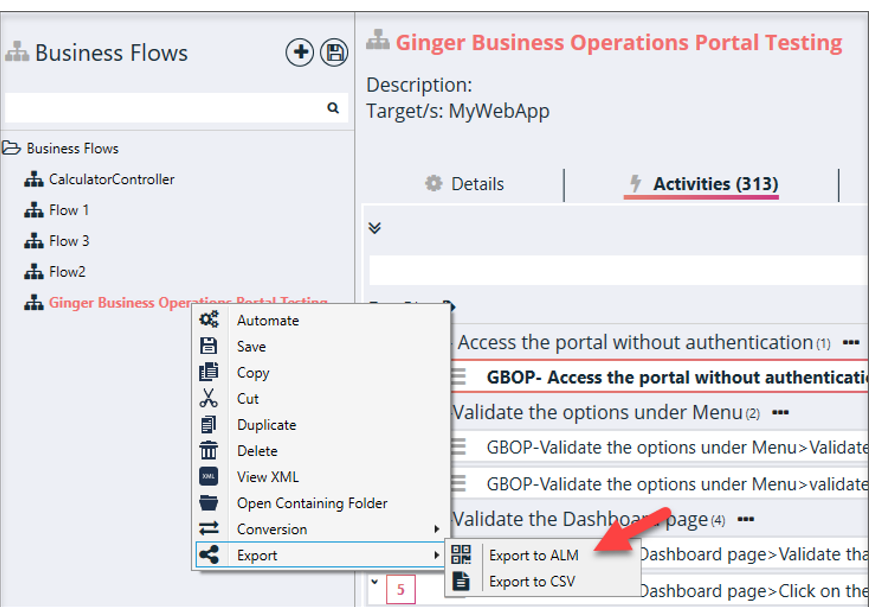 Business Flows
Business Flows
CalculatorController
Flow 1
Flow 3
Flow2
Ginger Business Operations Portal Testing
Automate
Save
Copy
Cut
Duplicate
Delete
XML
View XML
Open Containing Folder
Conversion
Export
Export to ALM
Export to CSV
Ginger Business Operations Portal Testing
Description:
Target/s: MyWebApp
Details
Activities (313)
Access the portal without authentication (1)
GBOP- Access the portal without authenticati
-Validate the options under Menu (2)
GBOP-Validate the options under Menu>Validate
GBOP-Validate the options under Menu>validate
-Validate the Dashboard page (4)
Dashboard page>Validate tha
5
Dashboard page>Click on the